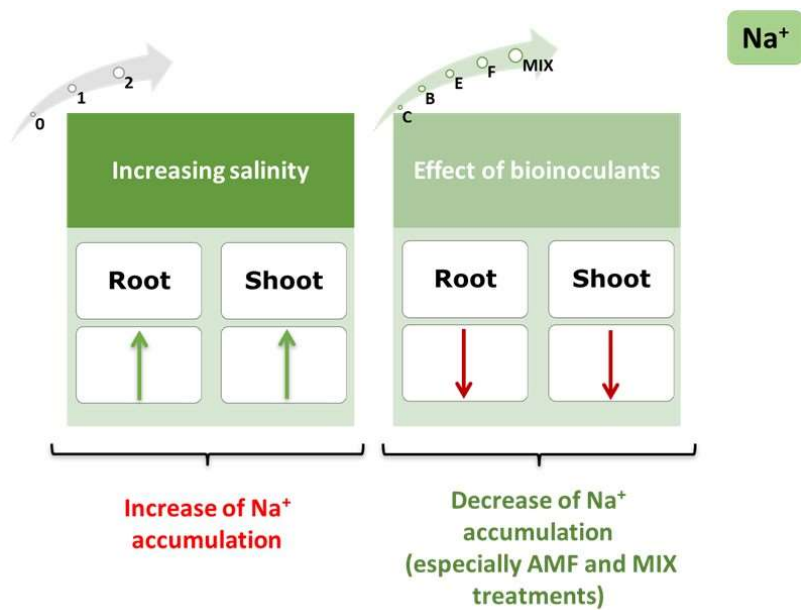 Na⁺
0
1
2
Increasing salinity
Root
Shoot
Increase of Na⁺
accumulation
C
B
E
F
MIX
Effect of bioinoculants
Root
Shoot
Decrease of Na⁺
accumulation
(especially AMF and MIX
treatments)